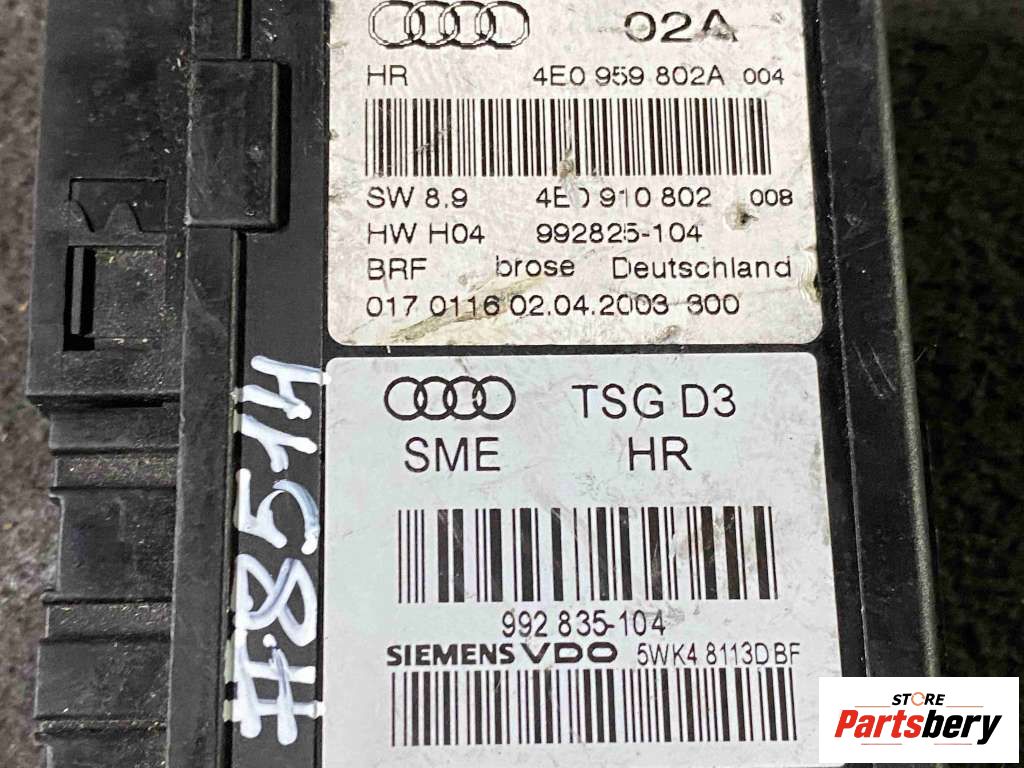 02A
HR 4E0 959 802A 004
SW 8.9 4E0 910 802 008
HW H04 992825-104
BRF brose Deutschland
017 0116 02.04.2003 300
TSG D3
SME HR
992 835-104
SIEMENS VDO 5WK4 8113D BF
#851H
STORE
Partsbery